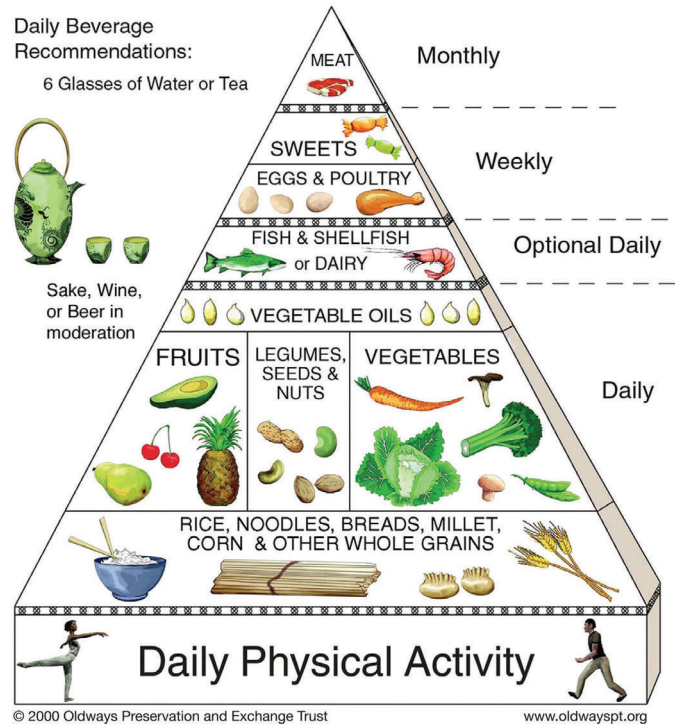 Daily Beverage
Recommendations:
6 Glasses of Water or Tea
Sake, Wine,
or Beer in
moderation
MEAT
Monthly
SWEETS
EGGS & POULTRY
Weekly
FISH & SHELLFISH
or DAIRY
Optional Daily
VEGETABLE OILS
FRUITS
LEGUMES,
SEEDS &
NUTS
VEGETABLES
Daily
RICE, NOODLES, BREADS, MILLET,
CORN & OTHER WHOLE GRAINS
Daily Physical Activity
© 2000 Oldways Preservation and Exchange Trust
www.oldwayspt.org